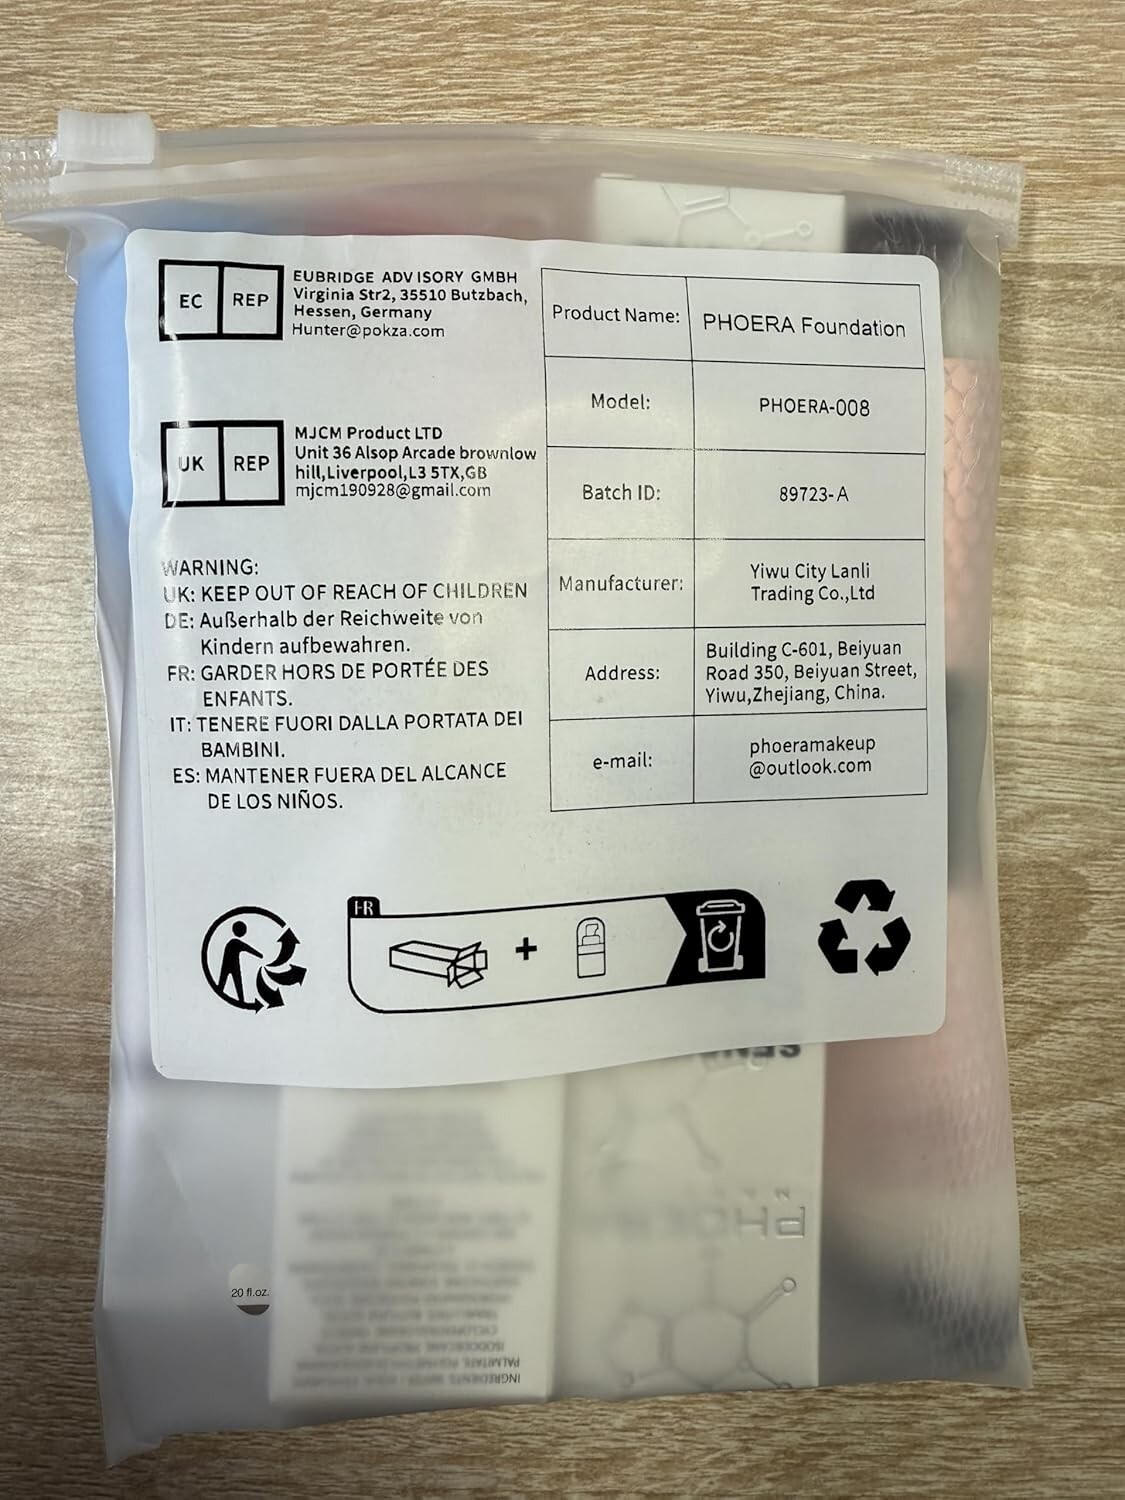 EC REP
EUBRIDGE ADVISORY GMBH
Virginia Str2, 35510 Butzbach,
Hessen, Germany
Hunter@pokza.com
UK REP
MJCM Product LTD
Unit 36 Alsop Arcade brownlow
hill,Liverpool,L3 5TX,GB
mjcm190928@gmail.com
WARNING:
UK: KEEP OUT OF REACH OF CHILDREN
DE: Außerhalb der Reichweite von
Kindern aufbewahren.
FR: GARDER HORS DE PORTÉE DES
ENFANTS.
IT: TENERE FUORI DALLA PORTATA DEI
BAMBINI.
ES: MANTENER FUERA DEL ALCANCE
DE LOS NIÑOS.
Product Name: PHOERA Foundation
Model: PHOERA-008
Batch ID: 89723-A
Manufacturer: Yiwu City Lanli
Trading Co.,Ltd
Address: Building C-601, Beiyuan
Road 350, Beiyuan Street,
Yiwu,Zhejiang, China.
e-mail: phoeramakeup
@outlook.com
FR
+
PHOERA
20 fl.oz.